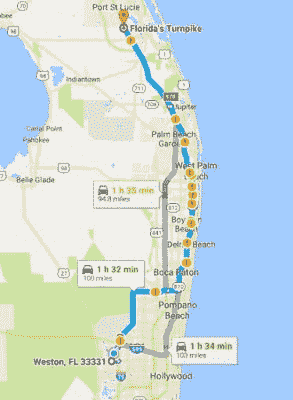 Port St Lucie
Florida's Turnpike
Indiantown
Jupiter
Canal Point
Pahokee
Palm Beach
Gardens
Belle Glade
West Palm
Beach
1 h 35 min
94.8 miles
Delray Beach
1 h 32 min
100 miles
Boca Raton
Pompano
Beach
1 h 34 min
103 miles
Weston, FL 33331
Hollywood